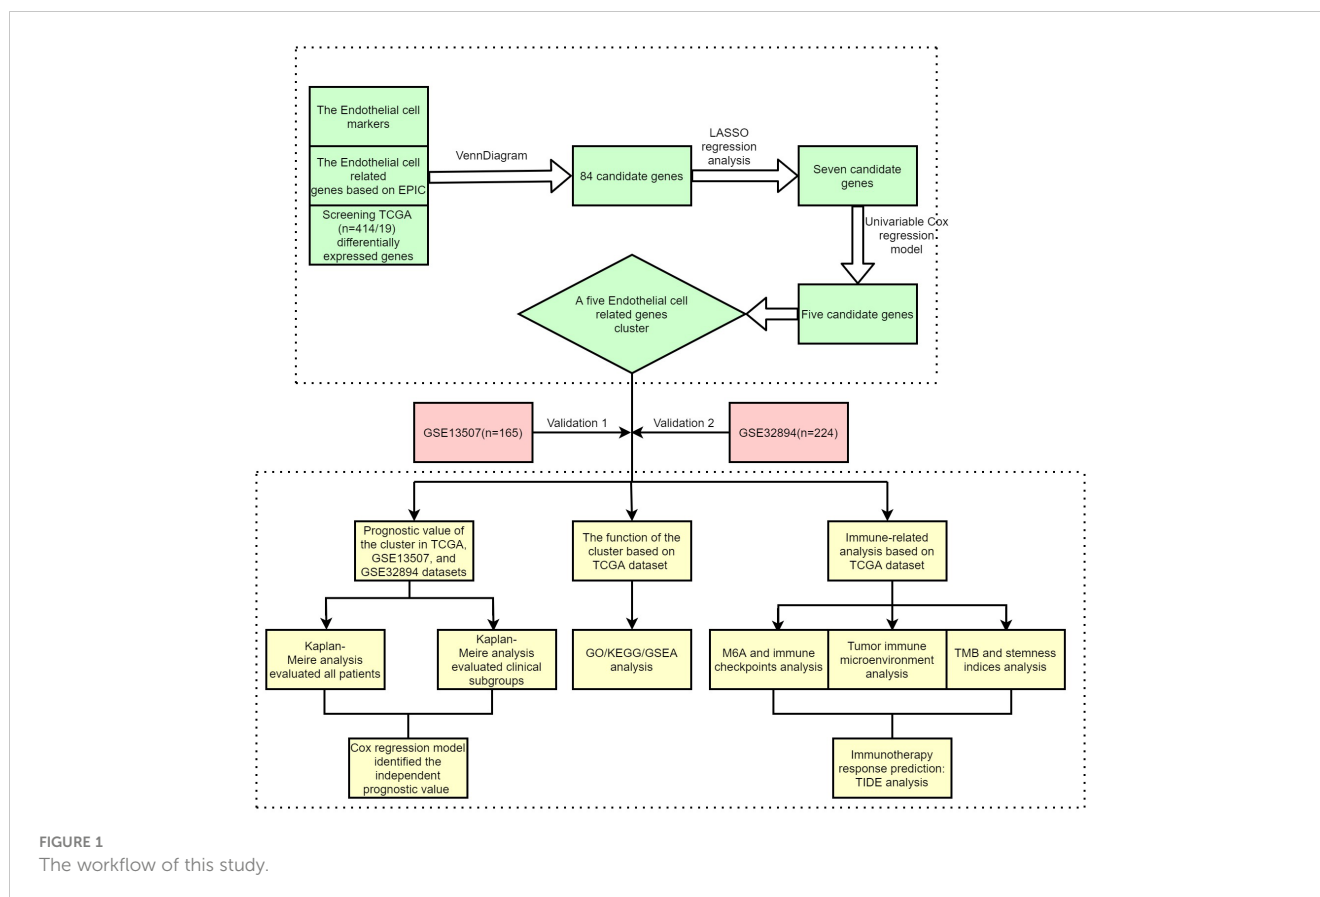 The Endothelial cell
markers
The Endothelial cell
related
genes based on EPIC
Screening TCGA
(n=414/19)
differentially
expressed genes
VennDiagram
84 candidate genes
LASSO
regression
analysis
Seven candidate
genes
Univariable Cox
regression
model
Five candidate genes
A five Endothelial cell
related genes
cluster
GSE13507(n=165)
Validation 1
Validation 2
GSE32894(n=224)
Prognostic value of
the cluster in TCGA,
GSE13507, and
GSE32894 datasets
The function of the
cluster based on
TCGA dataset
Immune-related
analysis based on
TCGA dataset
Kaplan-
Meire analysis
evaluated all patients
Kaplan-
Meire analysis
evaluated clinical
subgroups
GO/KEGG/GSEA
analysis
M6A and immune
checkpoints analysis
Tumor immune
microenvironment
analysis
TMB and stemness
indices analysis
Cox regression model
identified the
independent
prognostic value
Immunotherapy
response prediction:
TIDE analysis
FIGURE 1
The workflow of this study.